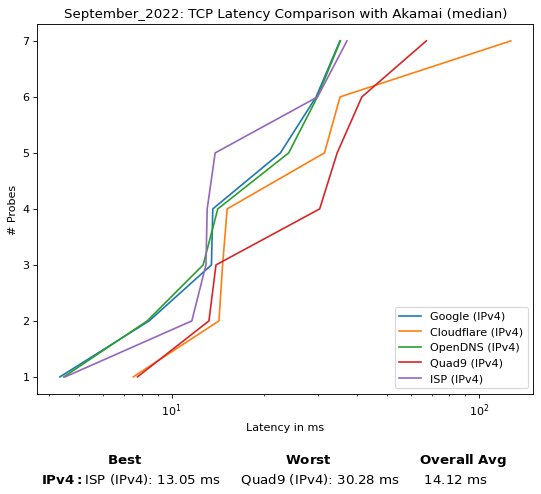 September_2022: TCP Latency Comparison with Akamai (median)
7
6
5
4
3
2
1
# Probes
10¹ 10²
Latency in ms
Google (IPv4)
Cloudflare (IPv4)
OpenDNS (IPv4)
Quad9 (IPv4)
ISP (IPv4)
Best Worst Overall Avg
IPv4: ISP (IPv4): 13.05 ms Quad9 (IPv4): 30.28 ms 14.12 ms